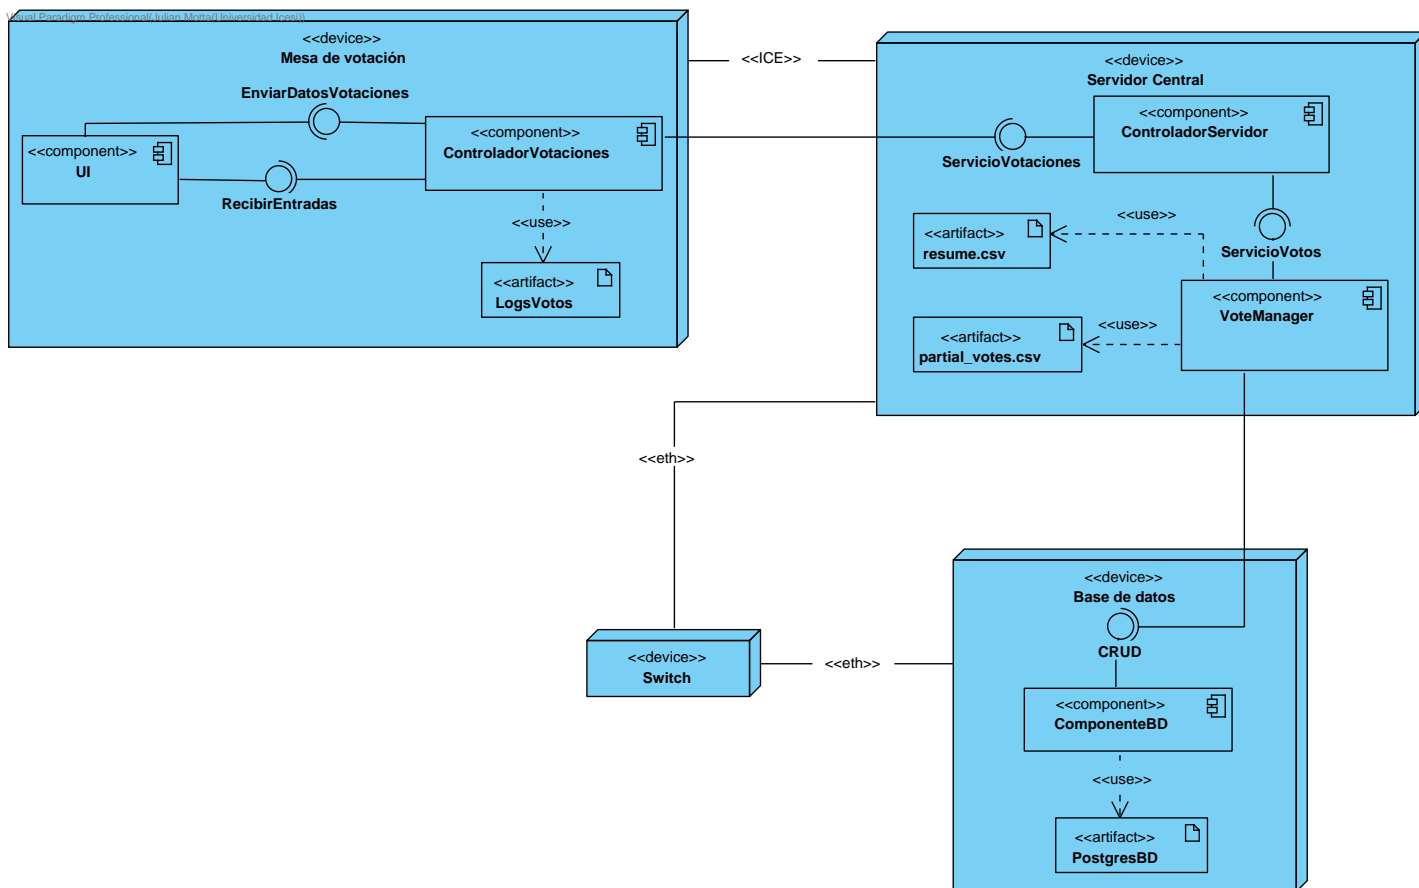 Visual Paradigm Professional(Julian Motta(Universidad Icesi))
<<device>>
Mesa de votación
EnviarDatosVotaciones
<<component>>
UI
RecibirEntradas
<<component>>
ControladorVotaciones
<<use>>
<<artifact>>
LogsVotos
<<ICE>>
<<device>>
Servidor Central
<<component>>
ControladorServidor
ServicioVotaciones
<<use>>
<<artifact>>
resume.csv
ServicioVotos
<<component>>
VoteManager
<<use>>
<<artifact>>
partial_votes.csv
<<eth>>
<<device>>
Switch
<<eth>>
<<device>>
Base de datos
CRUD
<<component>>
ComponenteBD
<<use>>
<<artifact>>
PostgresBD